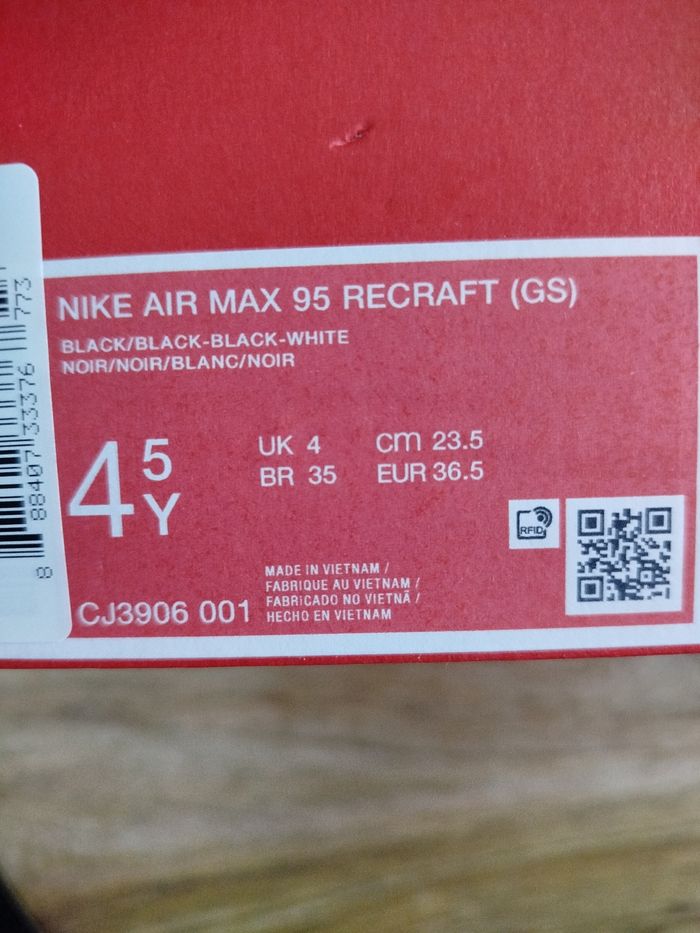 NIKE AIR MAX 95 RECRAFT (GS)
BLACK/BLACK-BLACK-WHITE
NOIR/NOIR/BLANC/NOIR
4 5 Y
UK 4 cm 23.5
BR 35 EUR 36.5
RFID
MADE IN VIETNAM /
FABRIQUE AU VIETNAM /
FABRICADO NO VIETNÃ /
HECHO EN VIETNAM
CJ3906 001
8 88407 33376 773